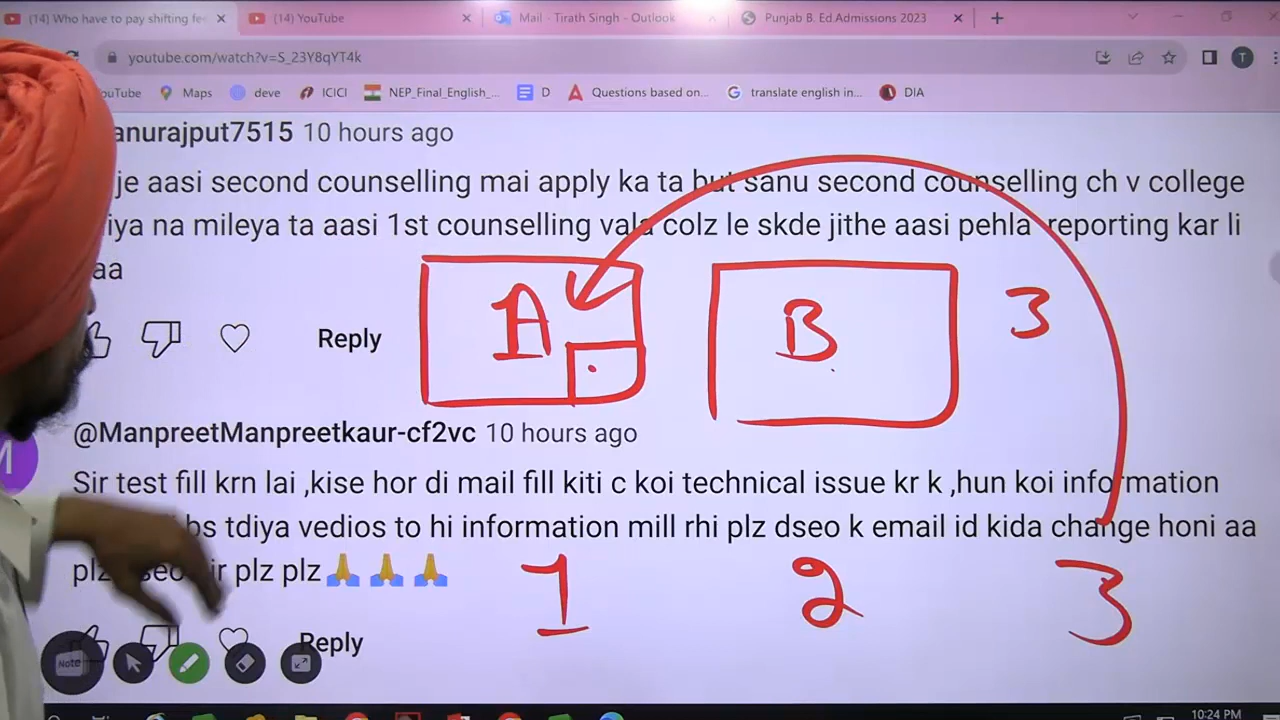 (14) Who have to pay shifting fe
(14) YouTube
Mail - Tirath Singh - Outlook
Punjab B. Ed.Admissions 2023
youtube.com/watch?v=S_23Y8qYT4k
T
ouTube
Maps
deve
ICICI
NEP_Final_English_...
D
Questions based on...
translate english in...
DIA
anurajput7515 10 hours ago
je aasi second counselling mai apply ka ta but sanu second counselling ch v college
iya na mileya ta aasi 1st counselling vala colz le skde jithe aasi pehla reporting kar li
aa
A
B
3
Reply
@ManpreetManpreetkaur-cf2vc 10 hours ago
Sir test fill krn lai ,kise hor di mail fill kiti c koi technical issue kr k ,hun koi information
bs tdiya vedios to hi information mill rhi plz dseo k email id kida change honi aa
plz plz 🙏 🙏 🙏
1 2 3
Reply
Note
10:24 PM